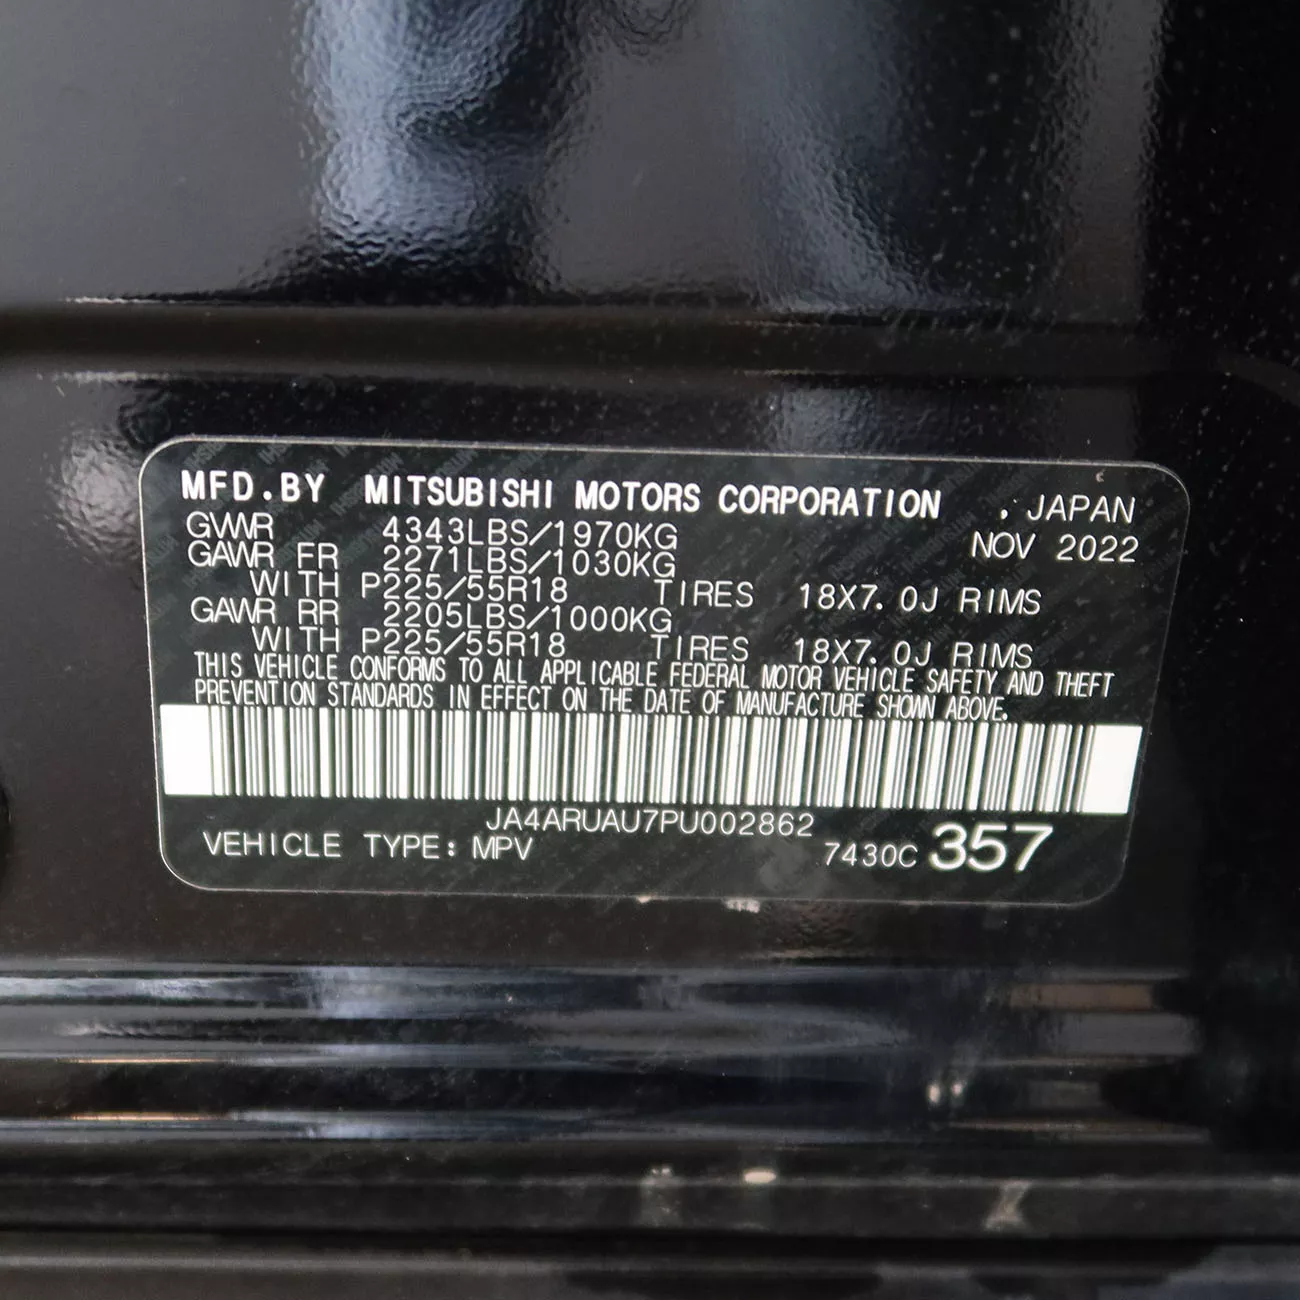 MFD.BY MITSUBISHI MOTORS CORPORATION . JAPAN
GVWR 4343LBS/1970KG NOV 2022
GAWR FR 2271LBS/1030KG
WITH P225/55R18 TIRES 18X7.0J RIMS
GAWR RR 2205LBS/1000KG
WITH P225/55R18 TIRES 18X7.0J RIMS
THIS VEHICLE CONFORMS TO ALL APPLICABLE FEDERAL MOTOR VEHICLE SAFETY AND THEFT
PREVENTION STANDARDS IN EFFECT ON THE DATE OF MANUFACTURE SHOWN ABOVE.
JA4ARUAU7PU002862
VEHICLE TYPE: MPV 7430C 357